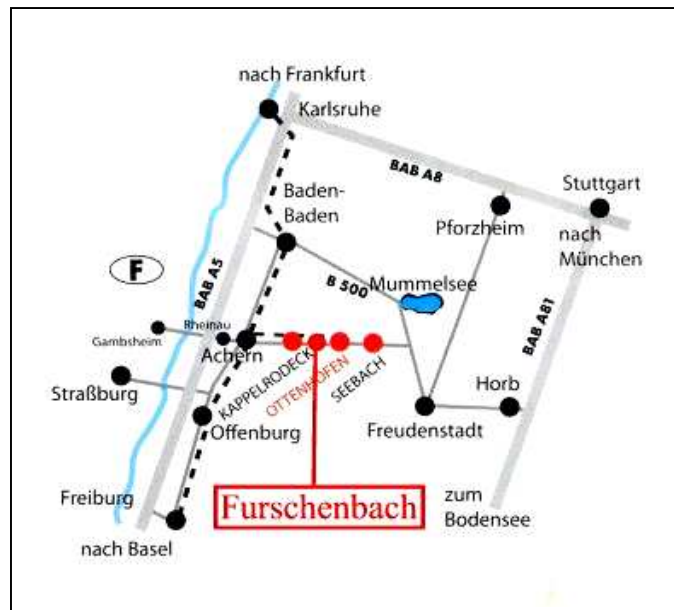 nach Frankfurt
Karlsruhe
BAB A8
Stuttgart
Baden-
Baden
Pforzheim
nach
München
F
BAB A5
B 500
Mummelsee
BAB A81
Rheinau
Gambsheim
Achern
KAPPELRODECK
OTTENHÖFEN
SEEBACH
Straßburg
Horb
Offenburg
Freudenstadt
Freiburg
Furschenbach
zum
Bodensee
nach Basel